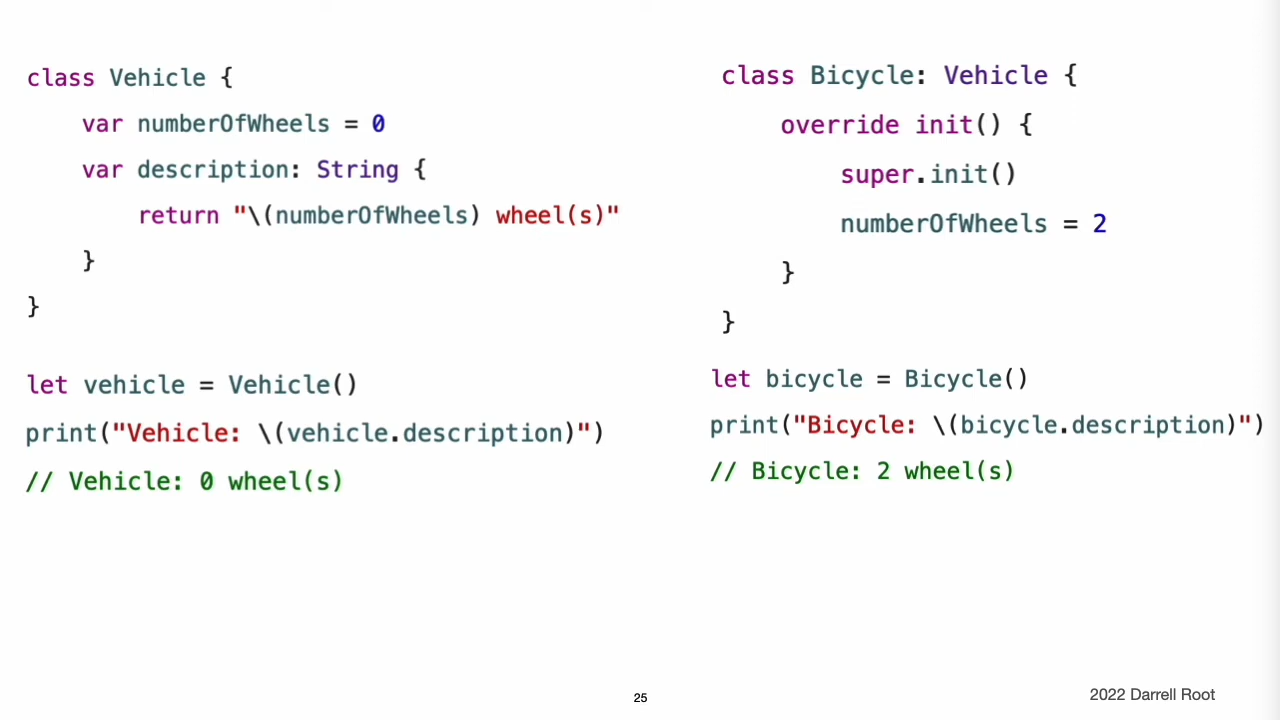 class Vehicle {
    var numberOfWheels = 0
    var description: String {
        return "\(numberOfWheels) wheel(s)"
    }
}
let vehicle = Vehicle()
print("Vehicle: \(vehicle.description)")
// Vehicle: 0 wheel(s)
class Bicycle: Vehicle {
    override init() {
        super.init()
        numberOfWheels = 2
    }
}
let bicycle = Bicycle()
print("Bicycle: \(bicycle.description)")
// Bicycle: 2 wheel(s)
25
2022 Darrell Root